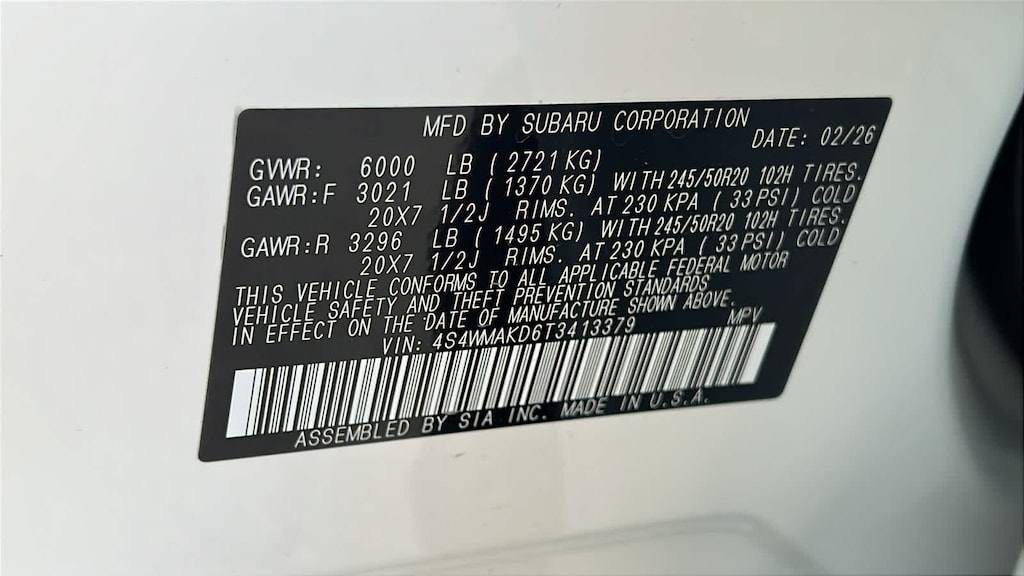 MFD BY SUBARU CORPORATION
DATE: 02/26
GVWR: 6000 LB ( 2721 KG)
GAWR:F 3021 LB ( 1370 KG) WITH 245/50R20 102H TIRES.
20X7 1/2J RIMS. AT 230 KPA ( 33 PSI) COLD
GAWR:R 3296 LB ( 1495 KG) WITH 245/50R20 102H TIRES.
20X7 1/2J RIMS. AT 230 KPA ( 33 PSI) COLD
THIS VEHICLE CONFORMS TO ALL APPLICABLE FEDERAL MOTOR
VEHICLE SAFETY AND THEFT PREVENTION STANDARDS
IN EFFECT ON THE DATE OF MANUFACTURE SHOWN ABOVE.
VIN: 4S4WMAKD6T3413379 MPV
ASSEMBLED BY SIA INC. MADE IN U.S.A.